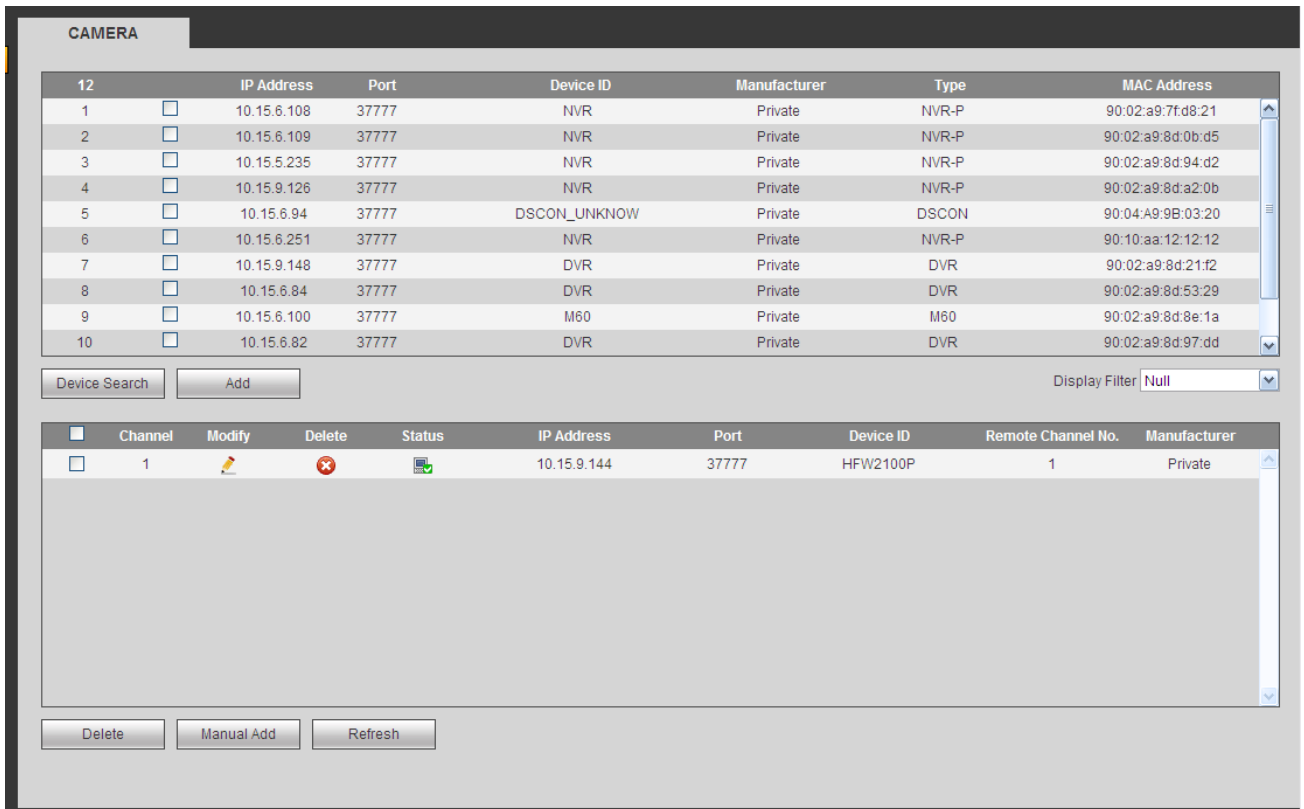 CAMERA
12 IP Address Port Device ID Manufacturer Type MAC Address
1 10.15.6.108 37777 NVR Private NVR-P 90:02:a9:7f:d8:21
2 10.15.6.109 37777 NVR Private NVR-P 90:02:a9:8d:0b:d5
3 10.15.5.235 37777 NVR Private NVR-P 90:02:a9:8d:94:d2
4 10.15.9.126 37777 NVR Private NVR-P 90:02:a9:8d:a2:0b
5 10.15.6.94 37777 DSCON_UNKNOW Private DSCON 90:04:A9:9B:03:20
6 10.15.6.251 37777 NVR Private NVR-P 90:10:aa:12:12:12
7 10.15.9.148 37777 DVR Private DVR 90:02:a9:8d:21:f2
8 10.15.6.84 37777 DVR Private DVR 90:02:a9:8d:53:29
9 10.15.6.100 37777 M60 Private M60 90:02:a9:8d:8e:1a
10 10.15.6.82 37777 DVR Private DVR 90:02:a9:8d:97:dd
Device Search Add Display Filter Null
Channel Modify Delete Status IP Address Port Device ID Remote Channel No. Manufacturer
1 10.15.9.144 37777 HFW2100P 1 Private
Delete Manual Add Refresh